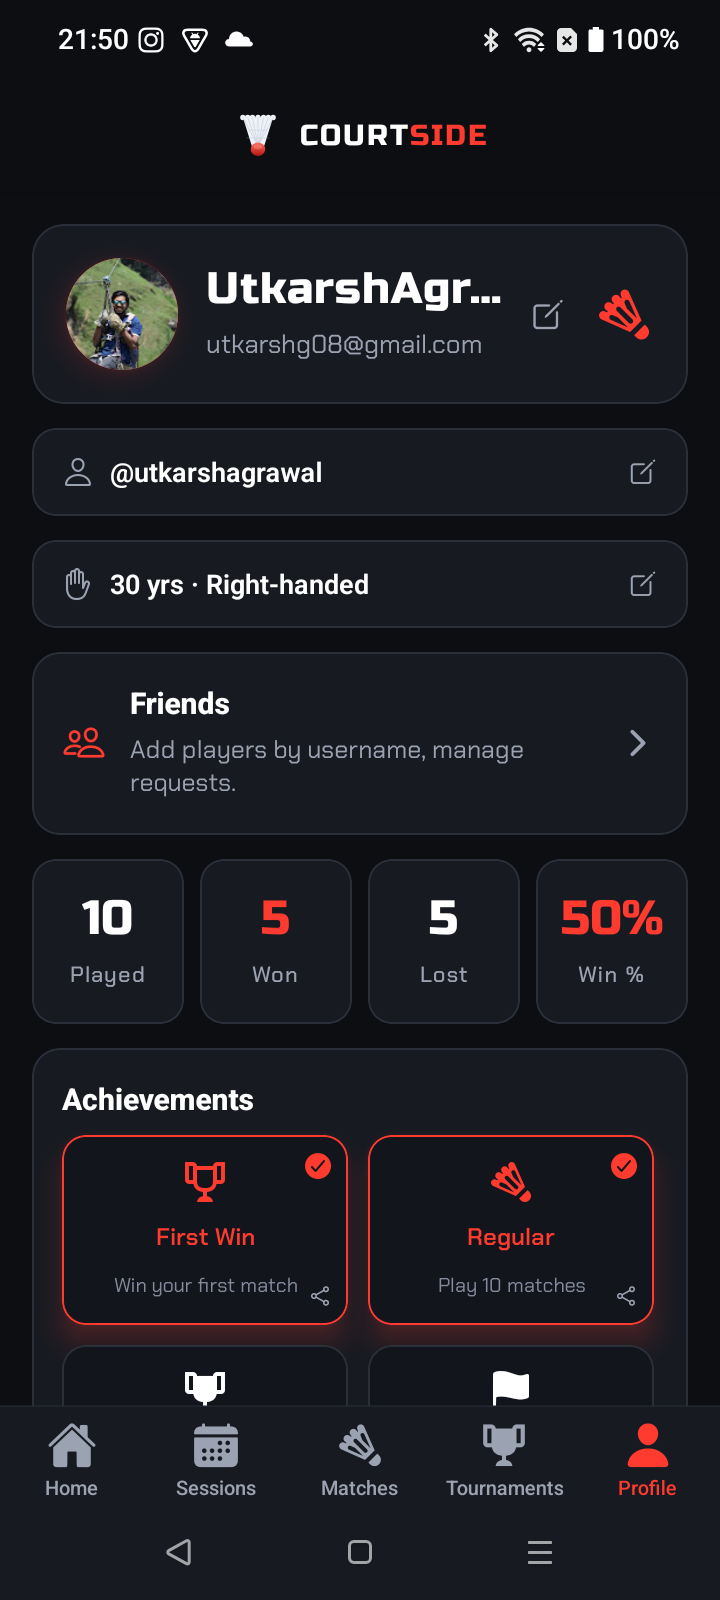 21:50
100%
COURTSIDE
UtkarshAgr...
utkarshg08@gmail.com
@utkarshagrawal
30 yrs · Right-handed
Friends
Add players by username, manage
requests.
10 5 5 50%
Played Won Lost Win %
Achievements
First Win Regular
Win your first match Play 10 matches
Home Sessions Matches Tournaments Profile